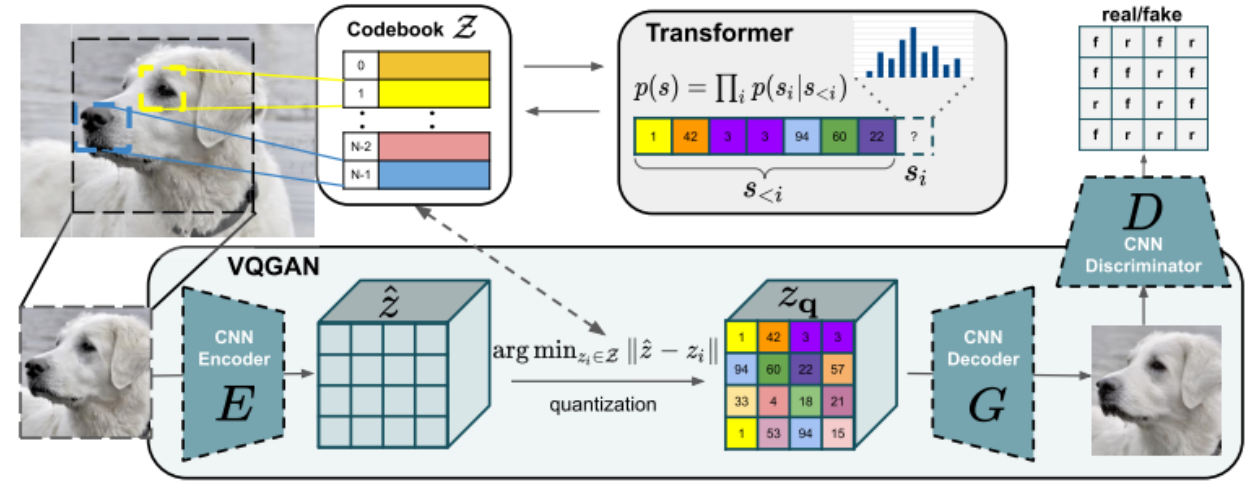 Codebook 𝒵
0
1
: :
N-2
N-1
Transformer
p(s) = ∏ᵢ p(sᵢ|s<ᵢ)
1 42 3 3 94 60 22 ?
s<ᵢ
sᵢ
real/fake
f r f r
f f r f
r f r f
f r r r
D
CNN
Discriminator
VQGAN
CNN
Encoder
E
ẑ
arg min_{zᵢ∈𝒵} ‖ẑ − zᵢ‖
quantization
z_q
1 42 3 3
94 60 22 57
33 4 18 21
1 53 94 15
CNN
Decoder
G